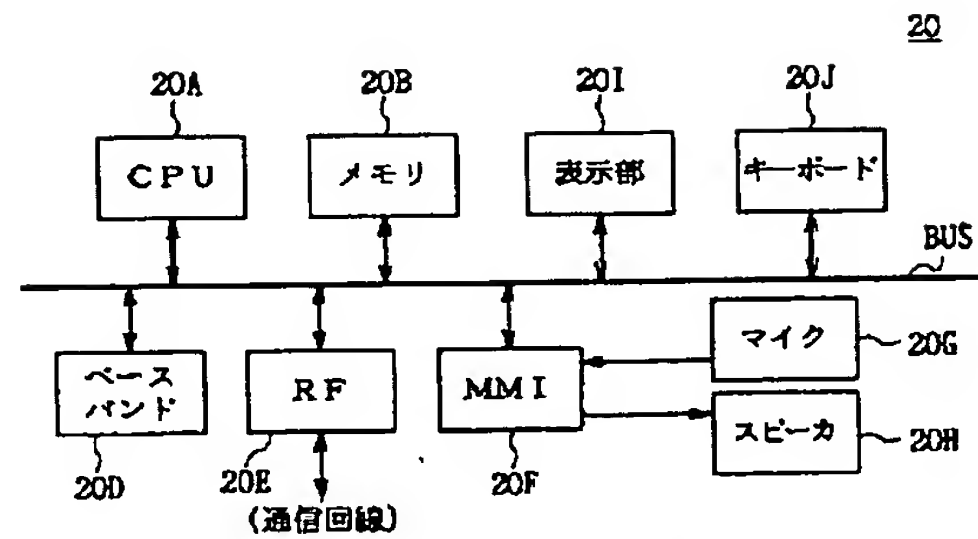 20
20A
20B
20I
20J
CPU
メモリ
表示部
キーボード
BUS
ベース
バンド
RF
MMI
マイク
20G
スピーカ
20H
20D
20E
20F
(通信回線)